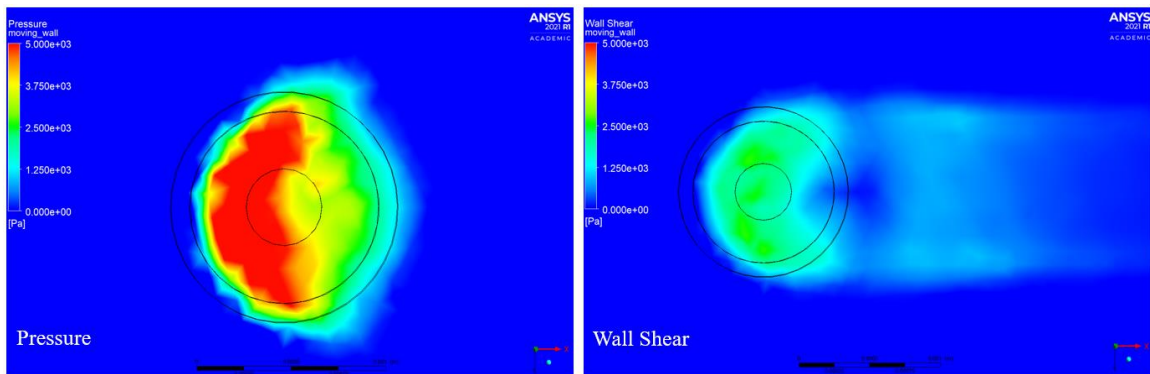 Pressure
moving_wall
5.000e+03
3.750e+03
2.500e+03
1.250e+03
0.000e+00
[Pa]
ANSYS
2021 R1
ACADEMIC
Pressure
X
Wall Shear
moving_wall
5.000e+03
3.750e+03
2.500e+03
1.250e+03
0.000e+00
[Pa]
ANSYS
2021 R1
ACADEMIC
Wall Shear
X